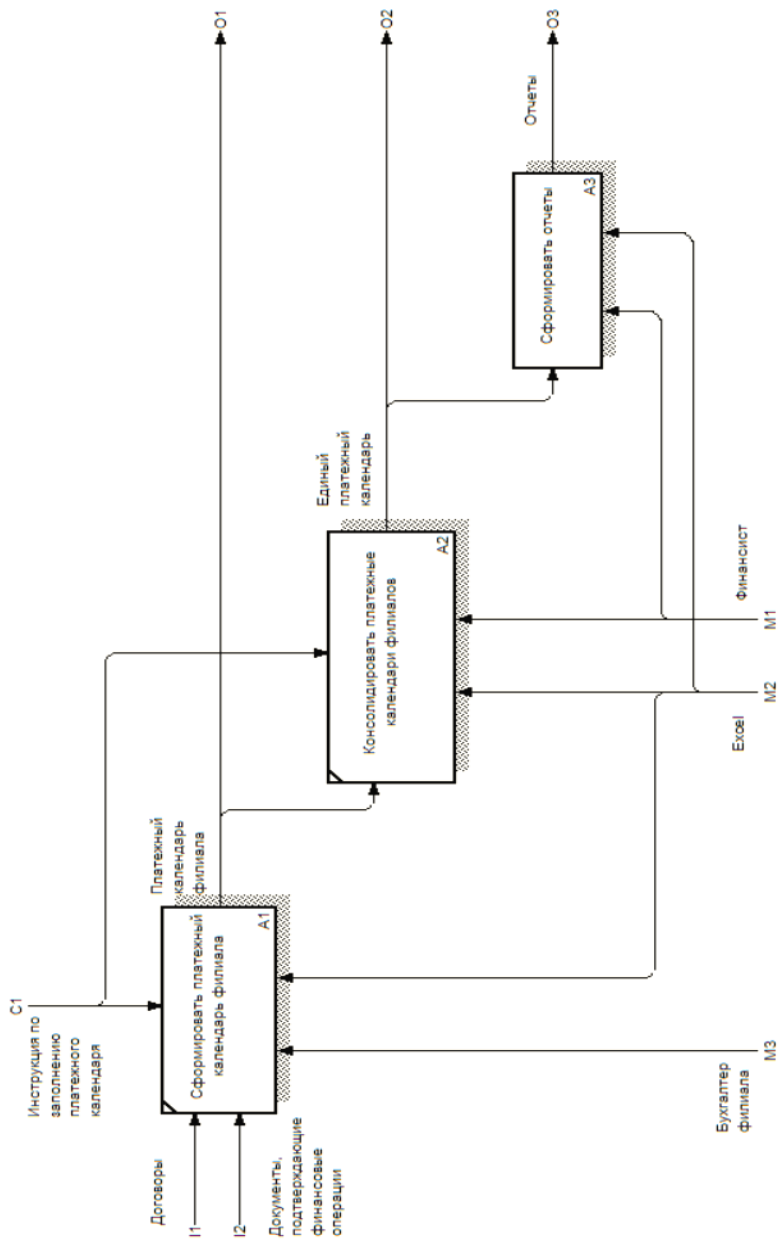 C1
Инструкция по
заполнению
платежного
календаря
Договоры
I1
I2
Документы,
подтверждающие
финансовые
операции
Сформировать платежный
календарь филиала
A1
Платежный
календарь
филиала
O1
Консолидировать платежные
календари филиалов
A2
Единый
платежный
календарь
O2
Сформировать отчеты
A3
Отчеты
O3
Бухгалтер
филиала
M3
Excel
M2
Финансист
M1